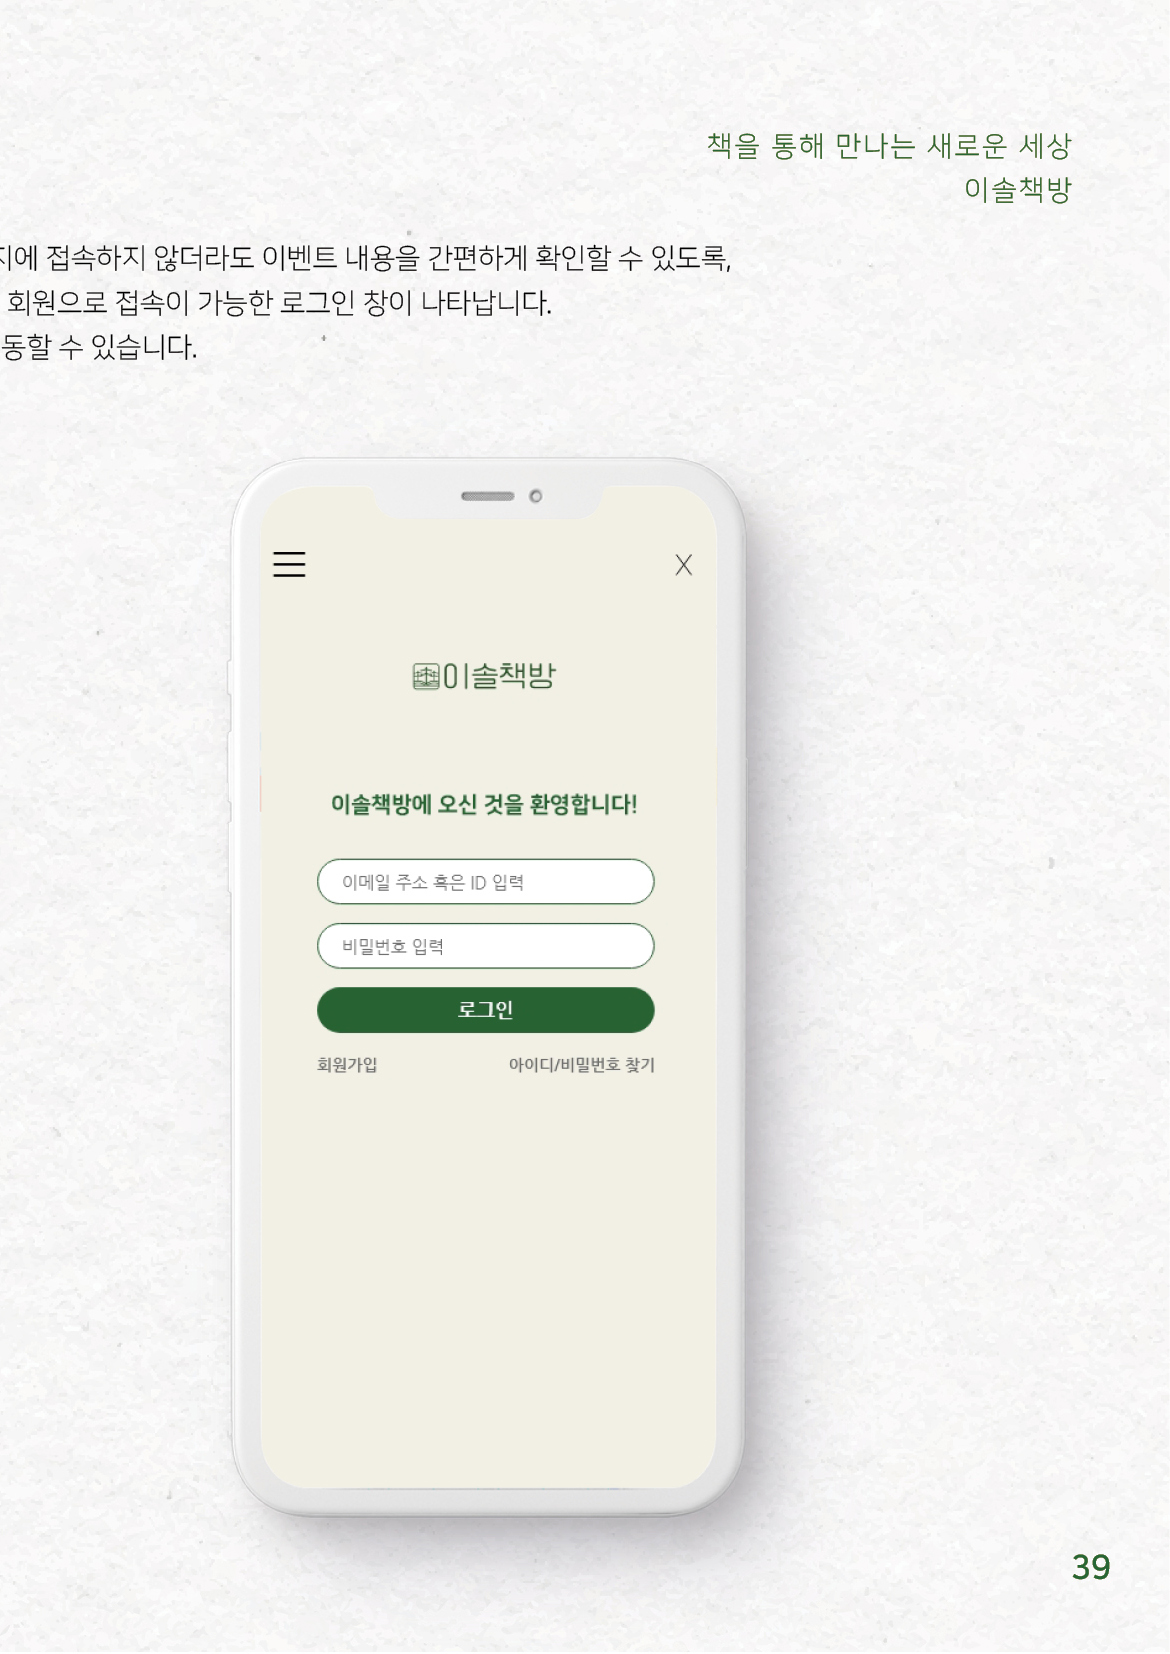 책을 통해 만나는 새로운 세상
이솔책방
지에 접속하지 않더라도 이벤트 내용을 간편하게 확인할 수 있도록,
회원으로 접속이 가능한 로그인 창이 나타납니다.
동할 수 있습니다.
X
이솔책방
이솔책방에 오신 것을 환영합니다!
이메일 주소 혹은 ID 입력
비밀번호 입력
로그인
회원가입 아이디/비밀번호 찾기
39